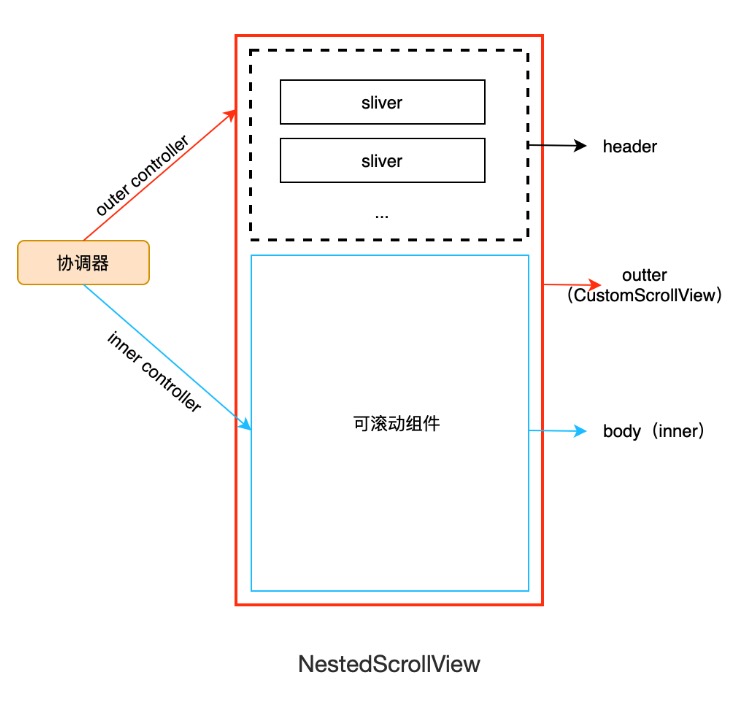 sliver
sliver
...
header
outer controller
协调器
outter
（CustomScrollView）
inner controller
可滚动组件
body（inner）
NestedScrollView